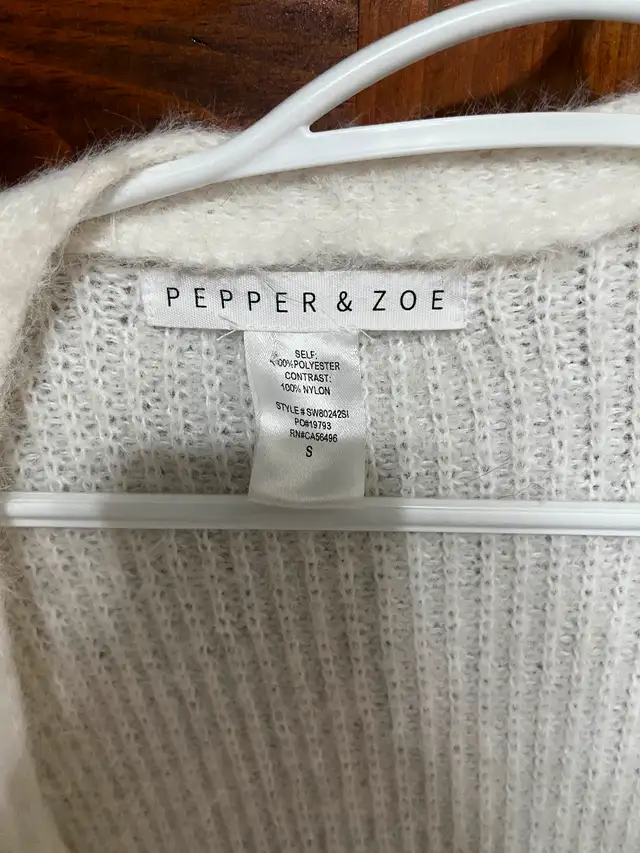 PEPPER & ZOE
SELF:
100%POLYESTER
CONTRAST:
100% NYLON
STYLE # SW80242SI
PO#19793
RN#CA56496
S